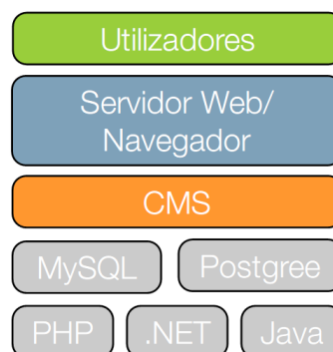 Utilizadores
Servidor Web/
Navegador
CMS
MySQL Postgree
PHP .NET Java